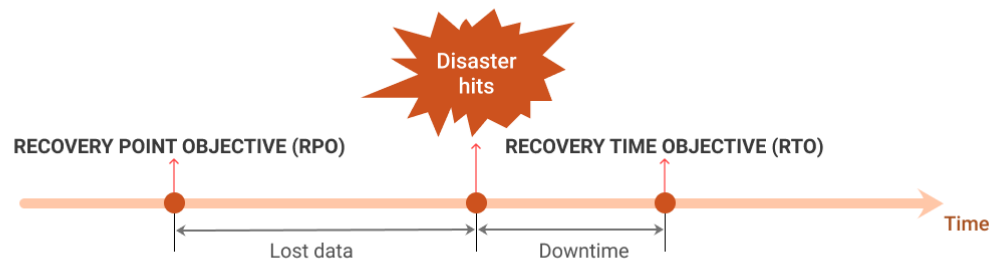 Disaster
hits
RECOVERY POINT OBJECTIVE (RPO)
RECOVERY TIME OBJECTIVE (RTO)
Time
Lost data
Downtime